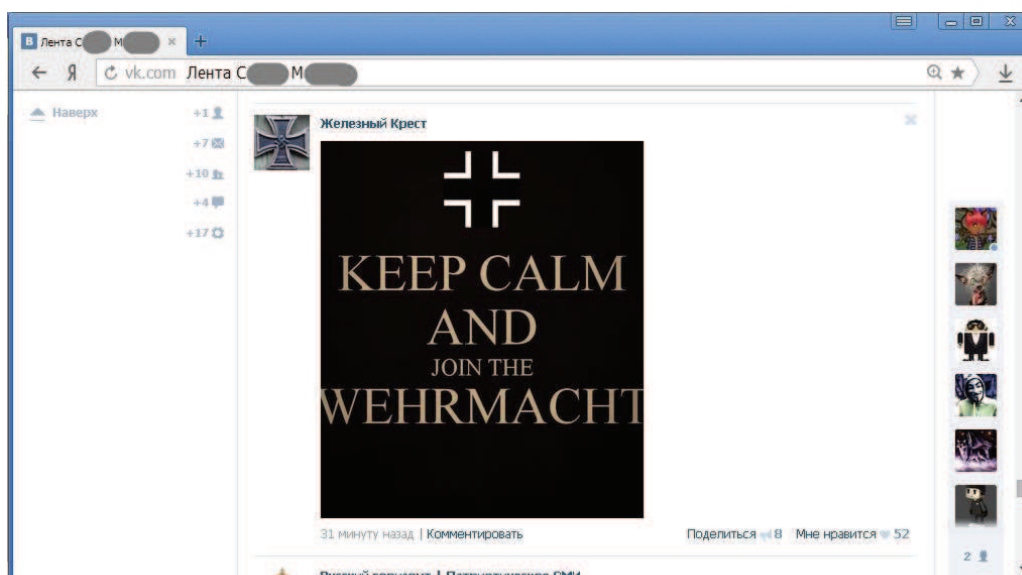 В Лента С М × +
← Я vk.com Лента С М
Наверх
+1
+7
+10
+4
+17
Железный Крест
KEEP CALM
AND
JOIN THE
WEHRMACHT
31 минуту назад | Комментировать Поделиться 8 Мне нравится 52
2